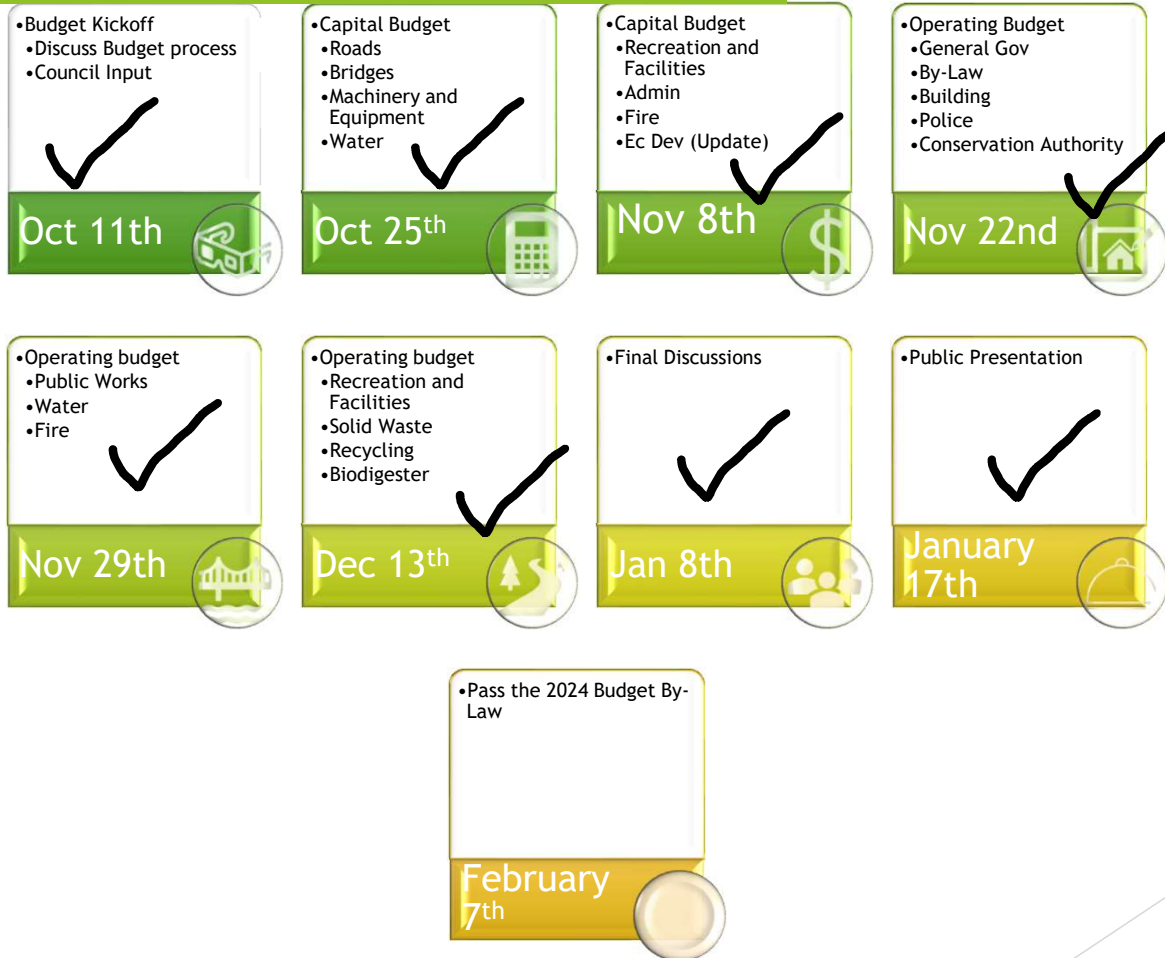 •Budget Kickoff
•Discuss Budget process
•Council Input
Oct 11th
•Capital Budget
•Roads
•Bridges
•Machinery and
Equipment
•Water
Oct 25th
•Capital Budget
•Recreation and
Facilities
•Admin
•Fire
•Ec Dev (Update)
Nov 8th
•Operating Budget
•General Gov
•By-Law
•Building
•Police
•Conservation Authority
Nov 22nd
•Operating budget
•Public Works
•Water
•Fire
Nov 29th
•Operating budget
•Recreation and
Facilities
•Solid Waste
•Recycling
•Biodigester
Dec 13th
•Final Discussions
Jan 8th
•Public Presentation
January
17th
•Pass the 2024 Budget By-
Law
February
7th